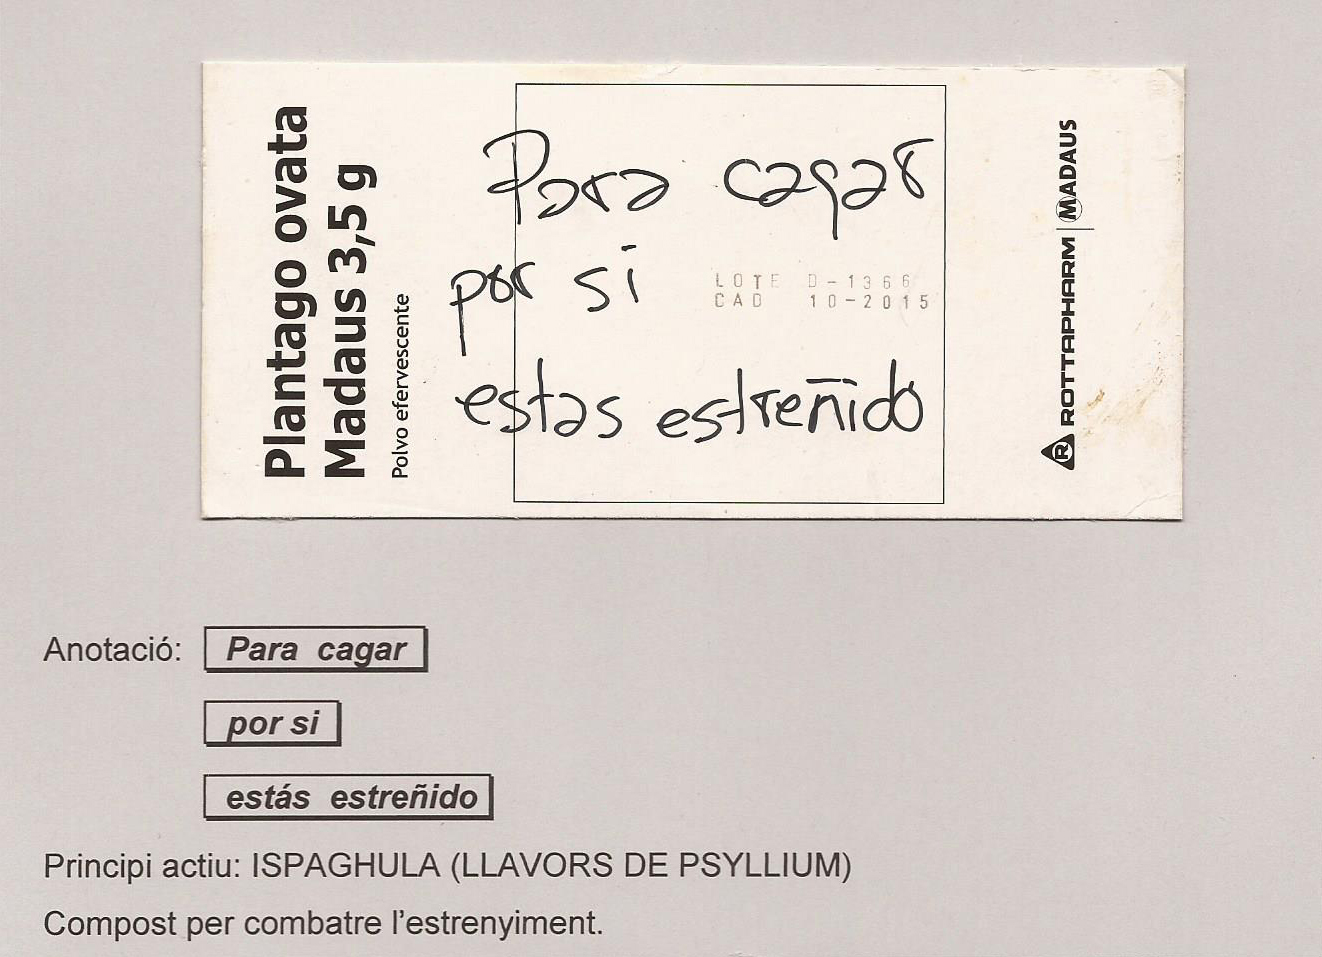 Plantago ovata
Madaus 3,5 g
Polvo efervescente
Para cagar
por si
LOTE D-1366
CAD 10-2015
estas estreñido
R ROTTAPHARM | MADAUS
Anotació: Para cagar
por si
estás estreñido
Principi actiu: ISPAGHULA (LLAVORS DE PSYLLIUM)
Compost per combatre l’estrenyiment.